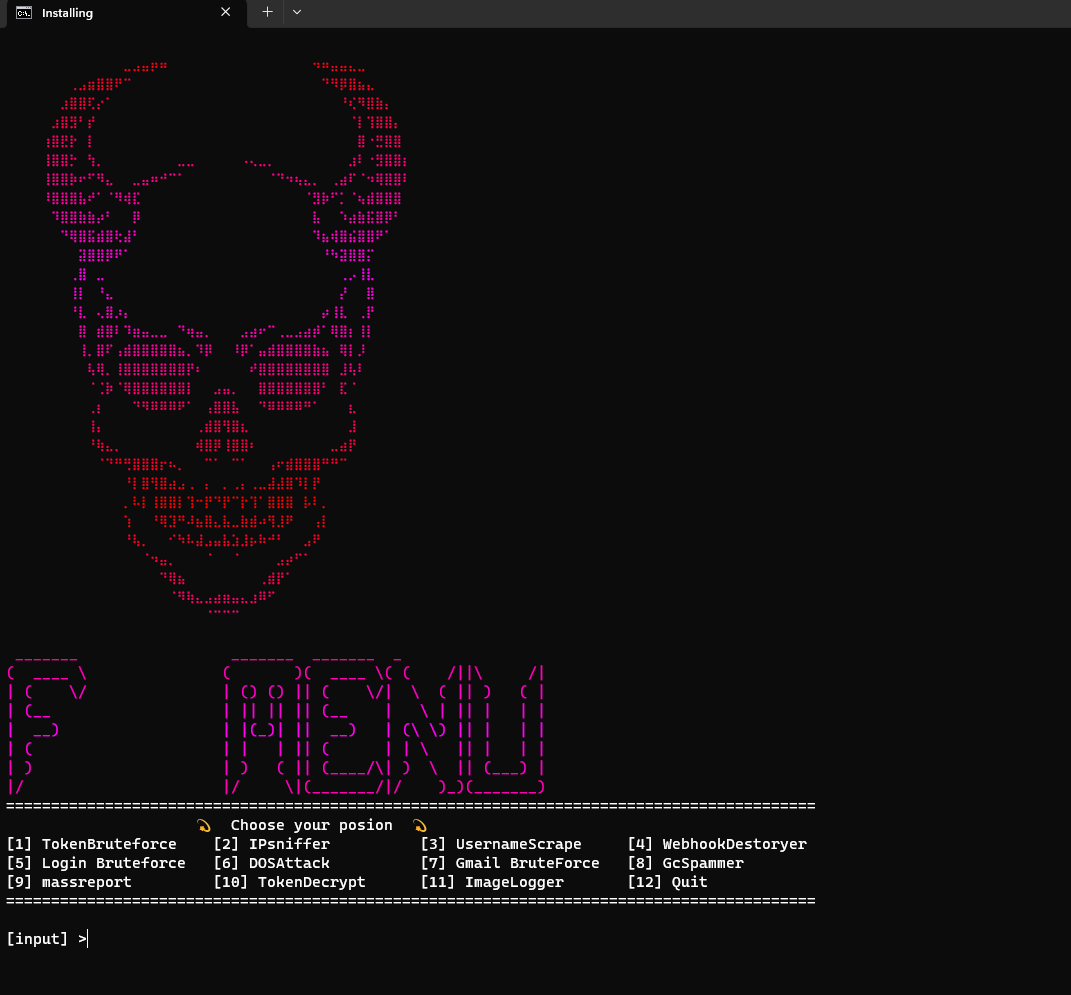 Installing
F MENU
💫 Choose your posion 💫
[1] TokenBruteforce [2] IPsniffer [3] UsernameScrape [4] WebhookDestoryer
[5] Login Bruteforce [6] DOSAttack [7] Gmail BruteForce [8] GcSpammer
[9] massreport [10] TokenDecrypt [11] ImageLogger [12] Quit
[input] >